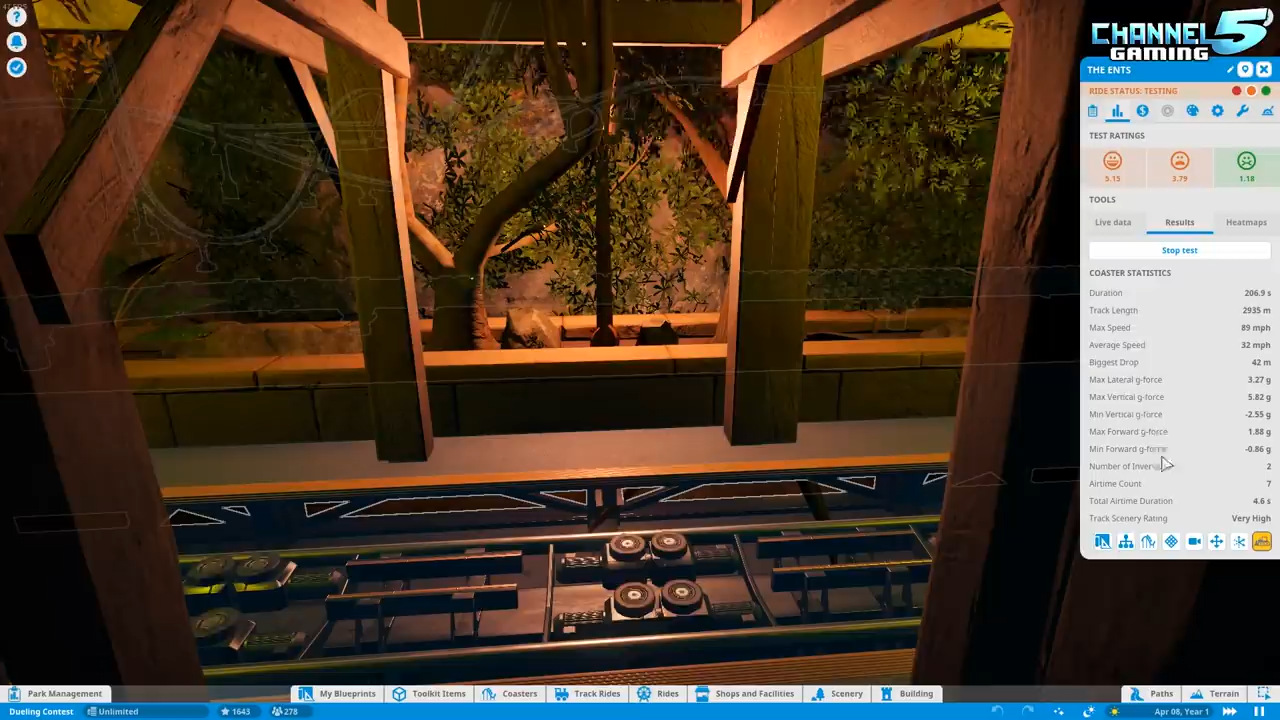 CHANNEL 5
GAMING
THE ENTS
RIDE STATUS: TESTING
TEST RATINGS
5.15 3.79 1.18
TOOLS
Live data Results Heatmaps
Stop test
COASTER STATISTICS
Duration 206.9 s
Track Length 2935 m
Max Speed 89 mph
Average Speed 32 mph
Biggest Drop 42 m
Max Lateral g-force 3.27 g
Max Vertical g-force 5.82 g
Min Vertical g-force -2.55 g
Max Forward g-force 1.88 g
Min Forward g-force -0.86 g
Number of Inver 2
Airtime Count 7
Total Airtime Duration 4.6 s
Track Scenery Rating Very High
Park Management My Blueprints Toolkit Items Coasters Track Rides Rides Shops and Facilities Scenery Building Paths Terrain
Dueling Contest Unlimited 1643 278 Apr 08, Year 1